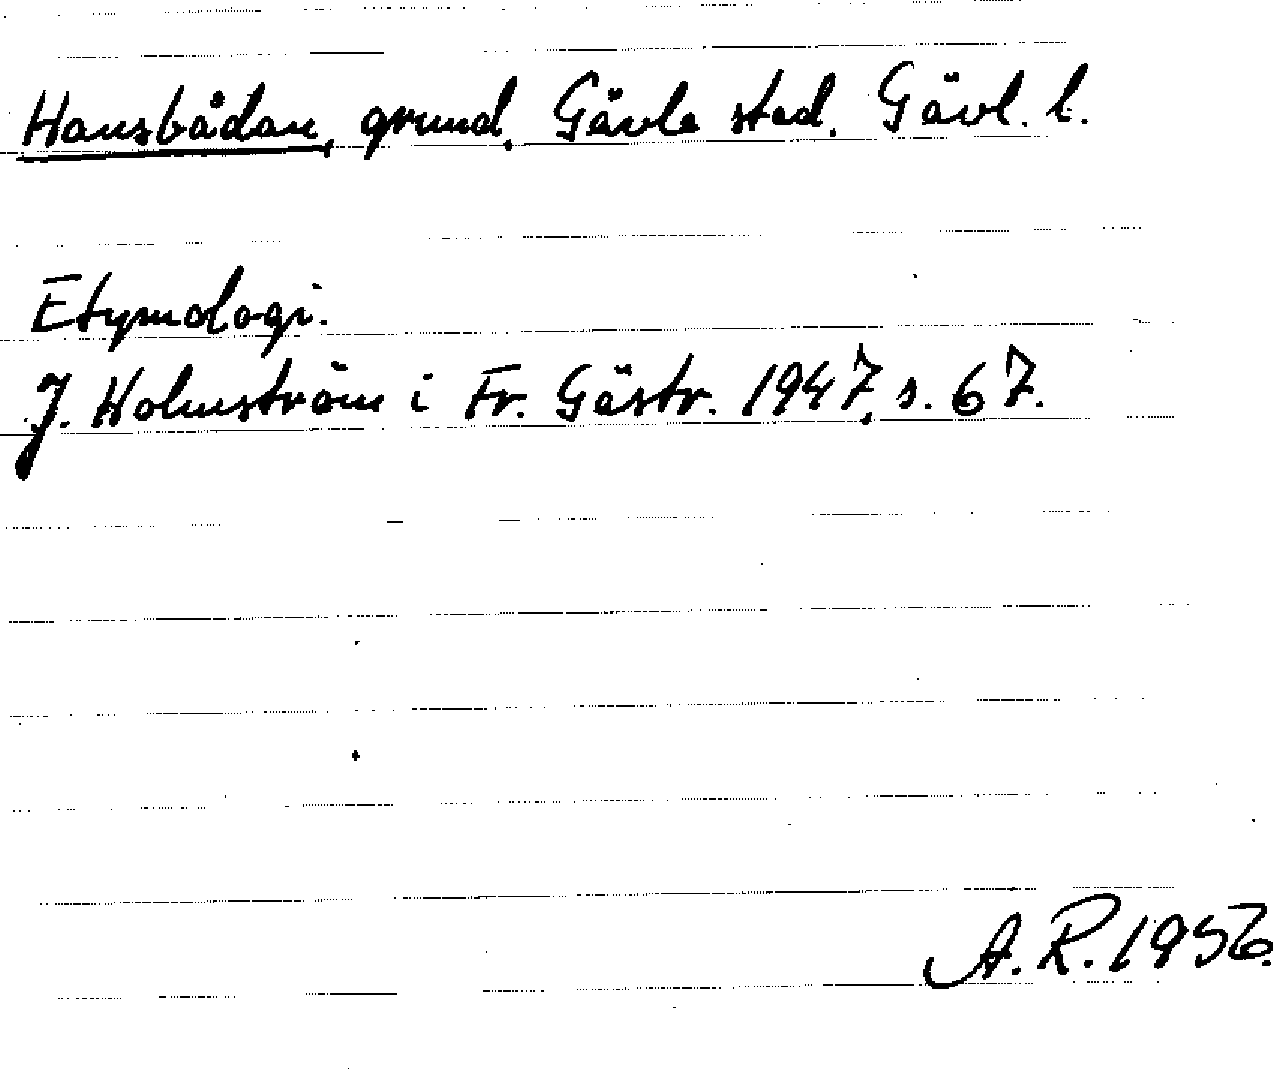 Hansbådan, grund, Gävle stad. Gävl. l.
Etymologi.
J. Holmström i Fr. Gästr. 1947, s. 67.
A. R. 1956.